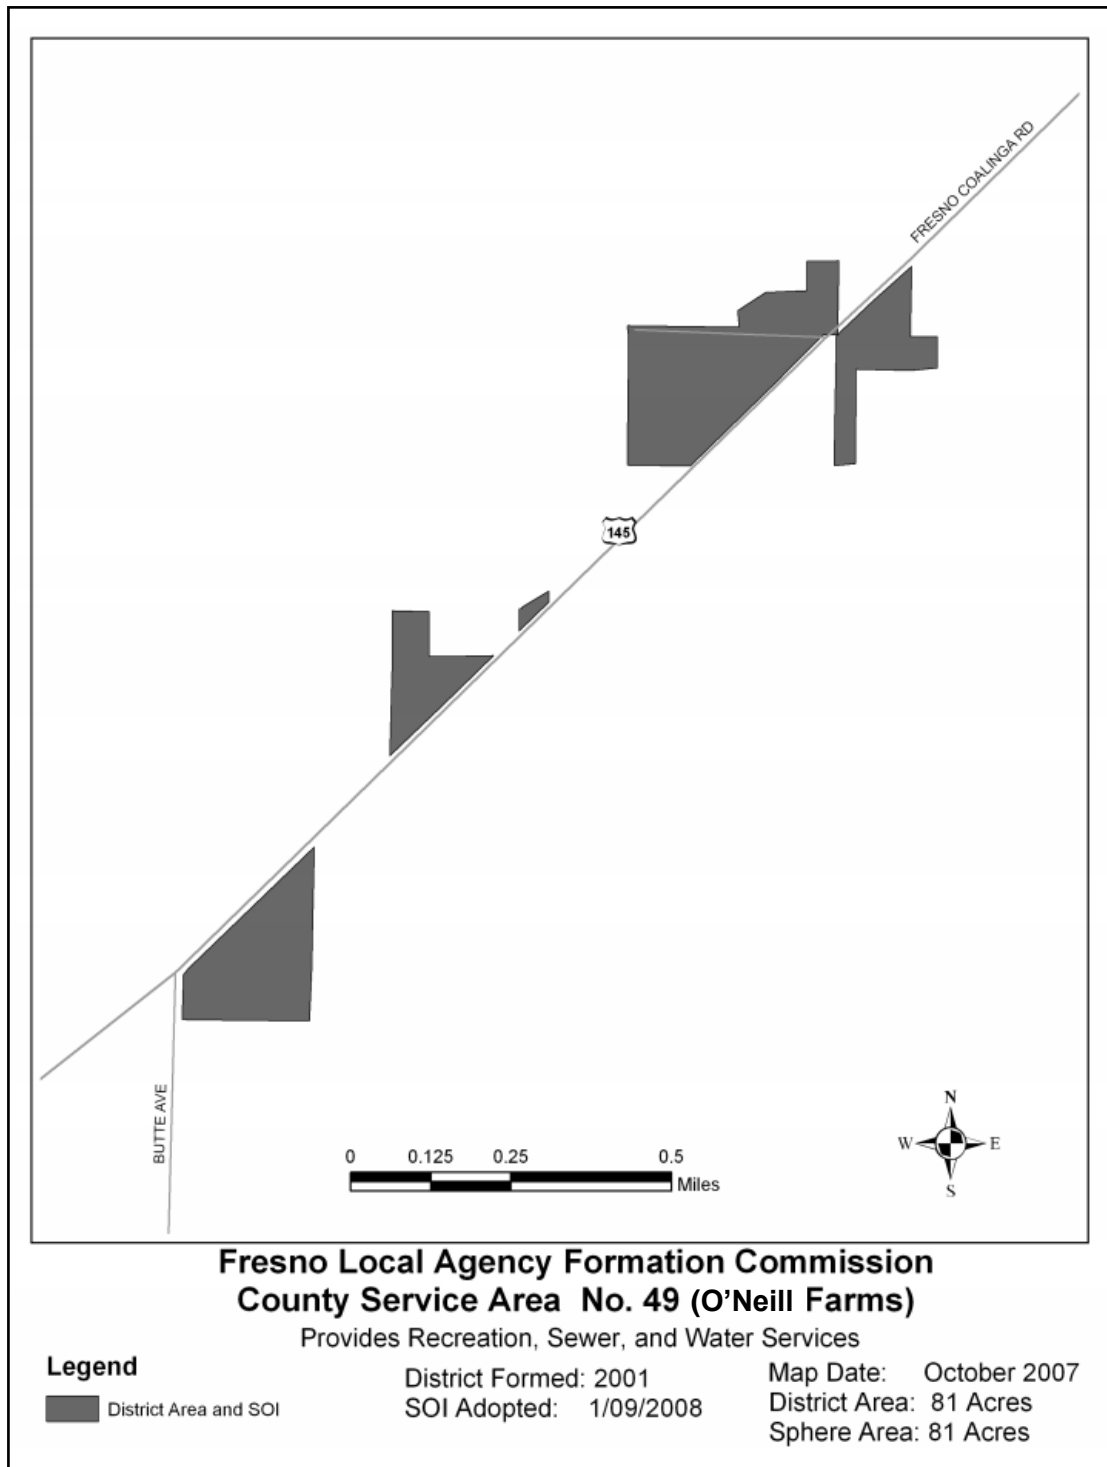 FRESNO COALINGA RD
145
BUTTE AVE
N
W E
S
0 0.125 0.25 0.5
Miles
Fresno Local Agency Formation Commission
County Service Area No. 49 (O’Neill Farms)
Provides Recreation, Sewer, and Water Services
Legend
District Area and SOI
District Formed: 2001
SOI Adopted: 1/09/2008
Map Date: October 2007
District Area: 81 Acres
Sphere Area: 81 Acres